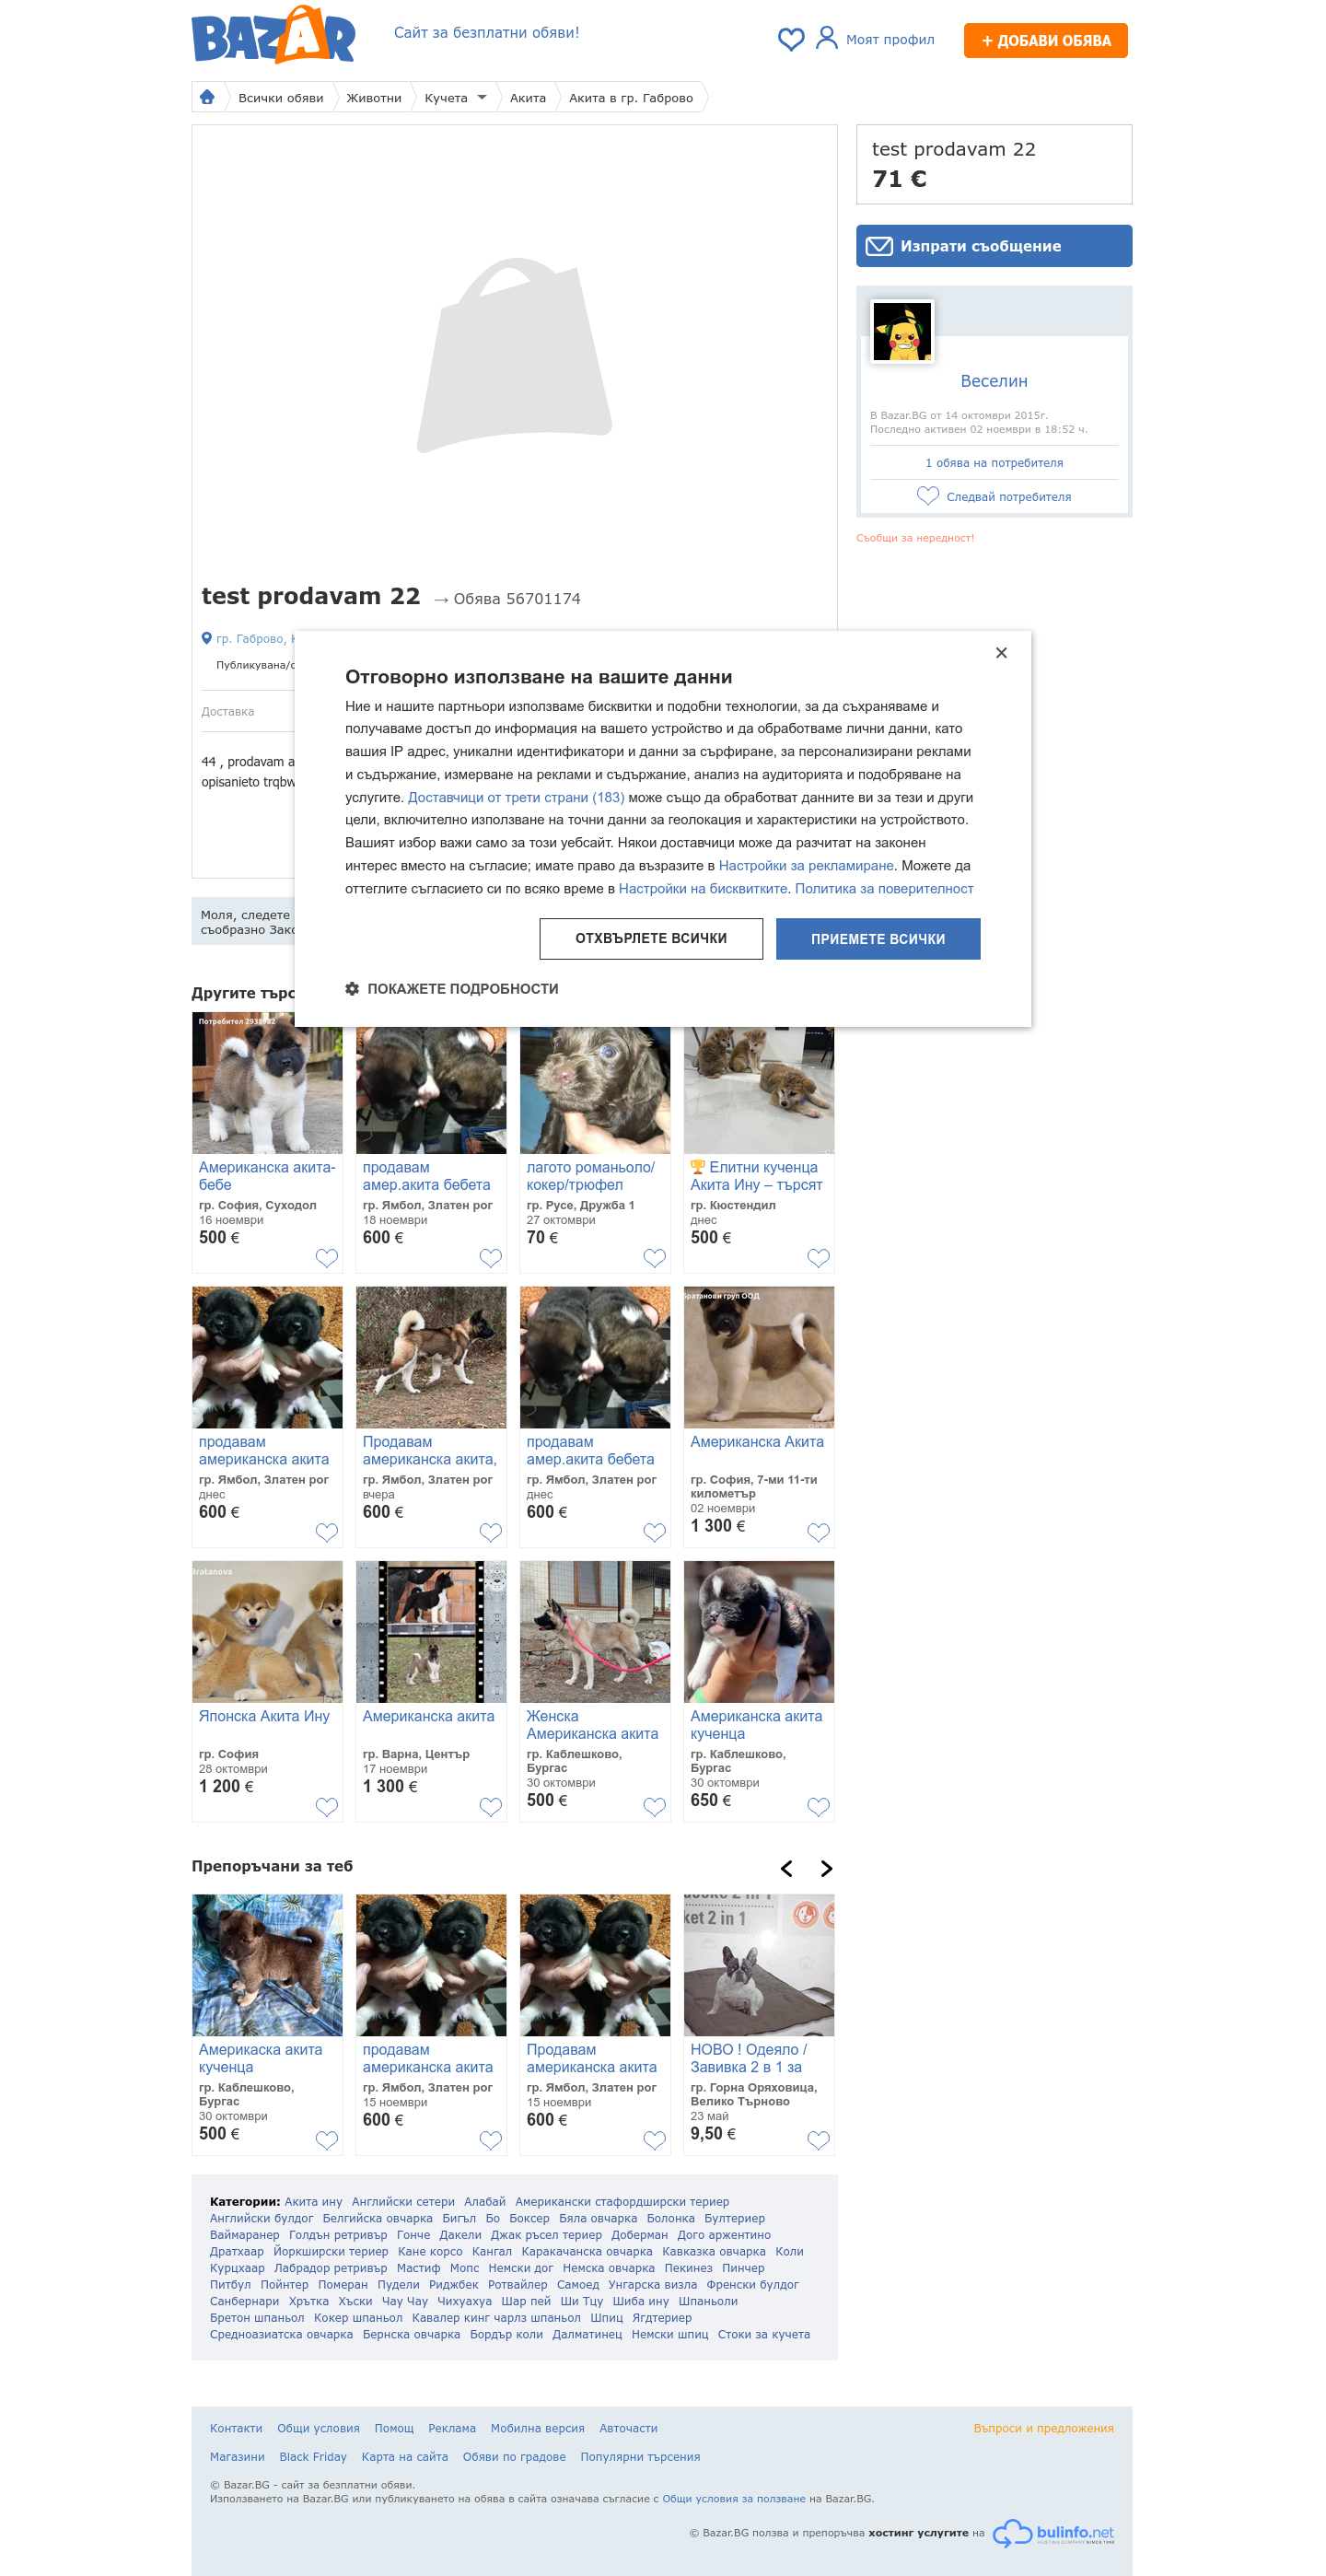 BAZAR
Сайт за безплатни обяви!
Моят профил
+ ДОБАВИ ОБЯВА
Всички обяви
Животни
Кучета
Акита
Акита в гр. Габрово
test prodavam 22
71 €
Изпрати съобщение
Веселин
В Bazar.BG от 14 октомври 2015г.
Последно активен 02 ноември в 18:52 ч.
1 обява на потребителя
Следвай потребителя
Съобщи за нередност!
test prodavam 22
→ Обява 56701174
гр. Габрово,
Доставка
44 , prodavam
opisanieto
Отговорно използване на вашите данни
×
Ние и нашите партньори използваме бисквитки и подобни технологии, за да съхраняваме и
получаваме достъп до информация на вашето устройство и да обработваме лични данни, като
вашия IP адрес, уникални идентификатори и данни за сърфиране, за персонализирани реклами
и съдържание, измерване на реклами и съдържание, анализ на аудиторията и подобряване на
услугите. Доставчици от трети страни (183) може също да обработват данните ви за тези и други
цели, включително използване на точни данни за геолокация и характеристики на устройството.
Вашият избор важи само за този уебсайт. Някои доставчици може да разчитат на законен
интерес вместо на съгласие; имате право да възразите в Настройки за рекламиране. Можете да
оттеглите съгласието си по всяко време в Настройки на бисквитките. Политика за поверителност
ОТХВЪРЛЕТЕ ВСИЧКИ
ПРИЕМЕТЕ ВСИЧКИ
ПОКАЖЕТЕ ПОДРОБНОСТИ
Моля, следете
съобразно
Другите
Потребител 2938982
Американска акита-
бебе
гр. София, Суходол
16 ноември
500 €
продавам
амер.акита бебета
гр. Ямбол, Златен рог
18 ноември
600 €
лагото романьоло/
кокер/трюфел
гр. Русе, Дружба 1
27 октомври
70 €
🏆 Елитни кученца
Акита Ину – търсят
гр. Кюстендил
днес
500 €
Братанови груп ООД
продавам
американска акита
гр. Ямбол, Златен рог
днес
600 €
Продавам
американска акита,
гр. Ямбол, Златен рог
вчера
600 €
продавам
амер.акита бебета
гр. Ямбол, Златен рог
днес
600 €
Американска Акита
гр. София, 7-ми 11-ти
километър
02 ноември
1 300 €
Bratanova
Японска Акита Ину
гр. София
28 октомври
1 200 €
Американска акита
гр. Варна, Център
17 ноември
1 300 €
Женска
Американска акита
гр. Каблешково,
Бургас
30 октомври
500 €
Американска акита
кученца
гр. Каблешково,
Бургас
30 октомври
650 €
Препоръчани за теб
ket 2 in 1
Америкаска акита
кученца
гр. Каблешково,
Бургас
30 октомври
500 €
продавам
американска акита
гр. Ямбол, Златен рог
15 ноември
600 €
Продавам
американска акита
гр. Ямбол, Златен рог
15 ноември
600 €
НОВО ! Одеяло /
Завивка 2 в 1 за
гр. Горна Оряховица,
Велико Търново
23 май
9,50 €
Категории: Акита ину Английски сетери Алабай Американски стафордширски териер
Английски булдог Белгийска овчарка Бигъл Бо Боксер Бяла овчарка Болонка Бултериер
Ваймаранер Голдън ретривър Гонче Дакели Джак ръсел териер Доберман Дого аржентино
Дратхаар Йоркширски териер Кане корсо Кангал Каракачанска овчарка Кавказка овчарка Коли
Курцхаар Лабрадор ретривър Мастиф Мопс Немски дог Немска овчарка Пекинез Пинчер
Питбул Пойнтер Померан Пудели Риджбек Ротвайлер Самоед Унгарска визла Френски булдог
Санбернари Хрътка Хъски Чау Чау Чихуахуа Шар пей Ши Тцу Шиба ину Шпаньоли
Бретон шпаньол Кокер шпаньол Кавалер кинг чарлз шпаньол Шпиц Ягдтериер
Средноазиатска овчарка Бернска овчарка Бордър коли Далматинец Немски шпиц Стоки за кучета
Контакти Общи условия Помощ Реклама Мобилна версия Авточасти
Въпроси и предложения
Магазини Black Friday Карта на сайта Обяви по градове Популярни търсения
© Bazar.BG - сайт за безплатни обяви.
Използването на Bazar.BG или публикуването на обява в сайта означава съгласие с Общи условия за ползване на Bazar.BG.
© Bazar.BG ползва и препоръчва хостинг услугите на
bulinfo.net
HOSTING COMPANY SINCE 1998